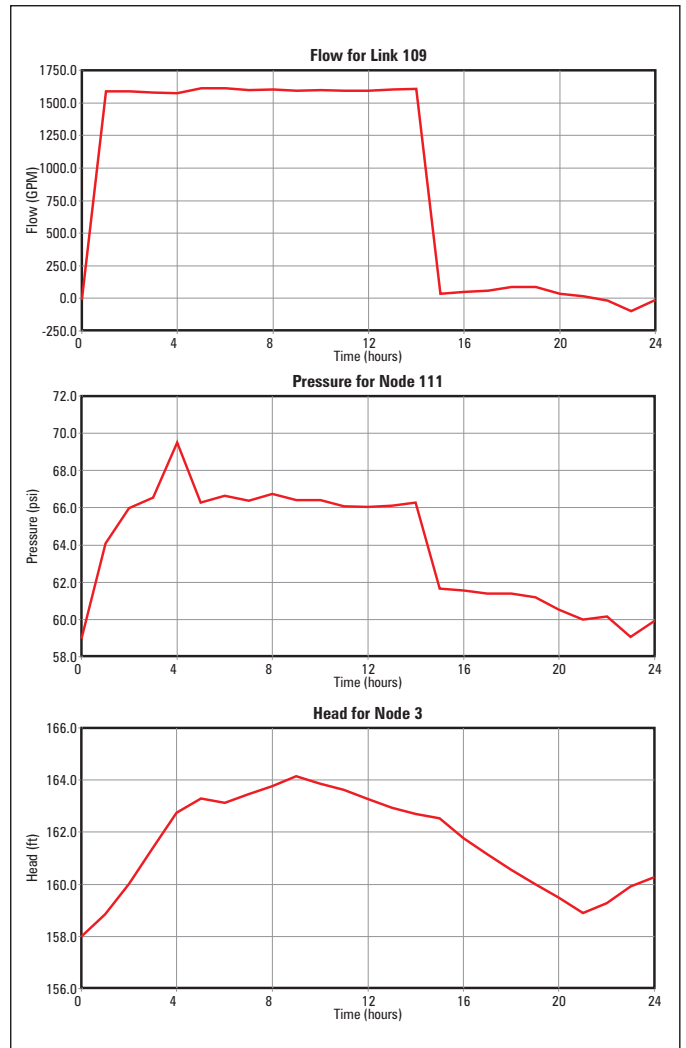 Flow for Link 109
1750.0
1500.0
1250.0
1000.0
750.0
500.0
250.0
0.0
-250.0
Flow (GPM)
0 4 8 12 16 20 24
Time (hours)
Pressure for Node 111
72.0
70.0
68.0
66.0
64.0
62.0
60.0
58.0
Pressure (psi)
0 4 8 12 16 20 24
Time (hours)
Head for Node 3
166.0
164.0
162.0
160.0
158.0
156.0
Head (ft)
0 4 8 12 16 20 24
Time (hours)